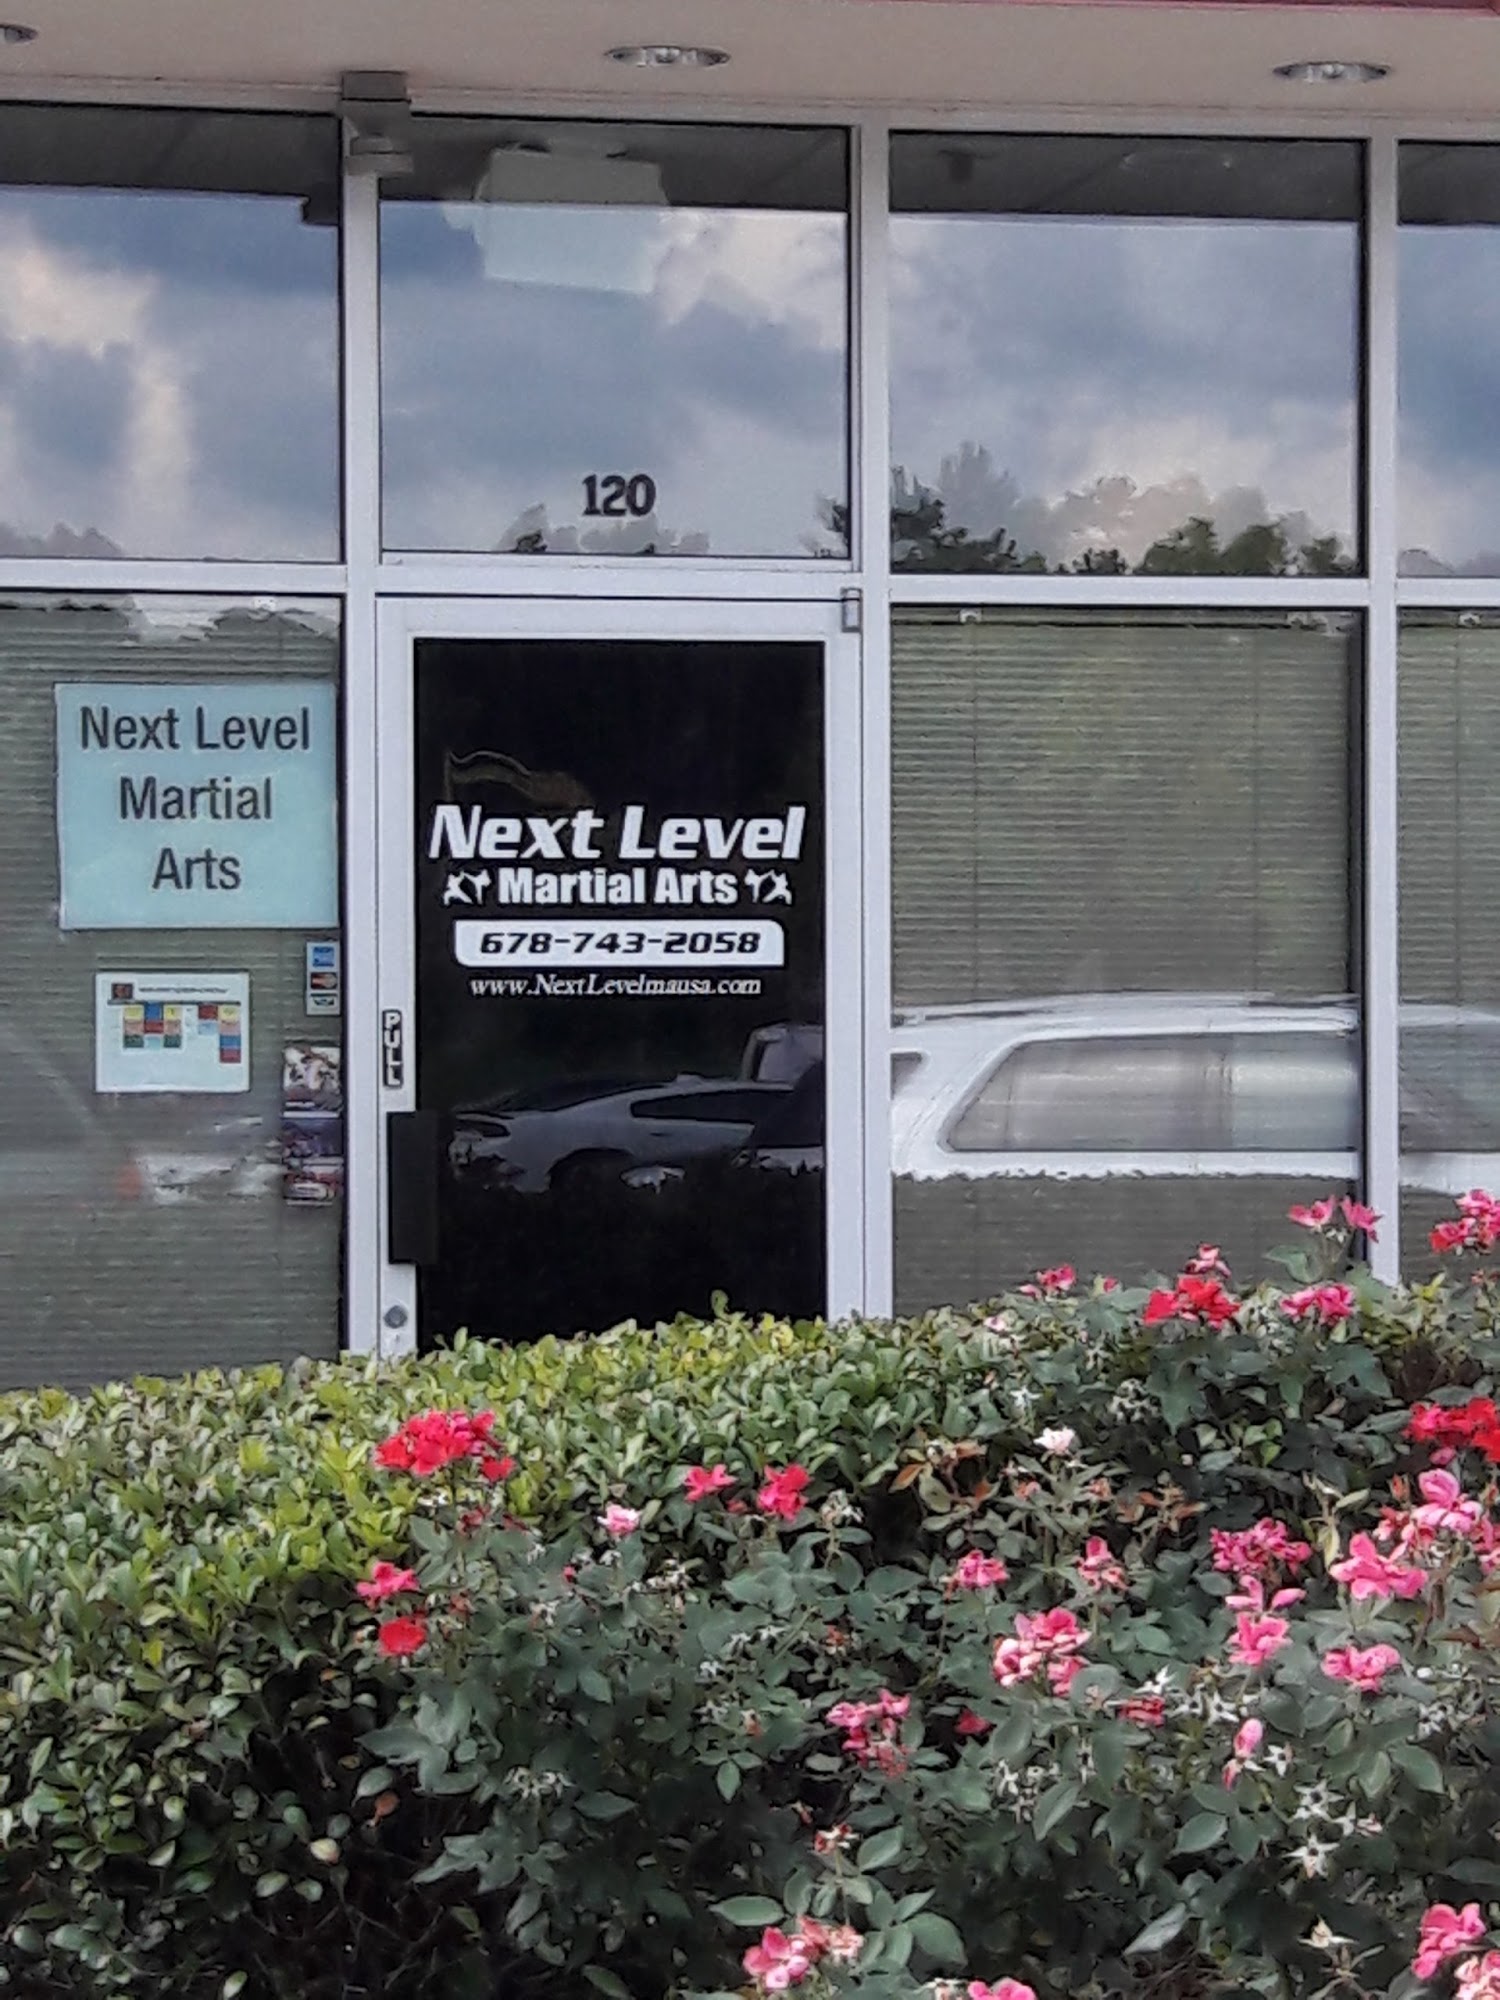 120
Next Level
Martial
Arts
Next Level
Martial Arts
678-743-2058
www.NextLevelmausa.com
PULL